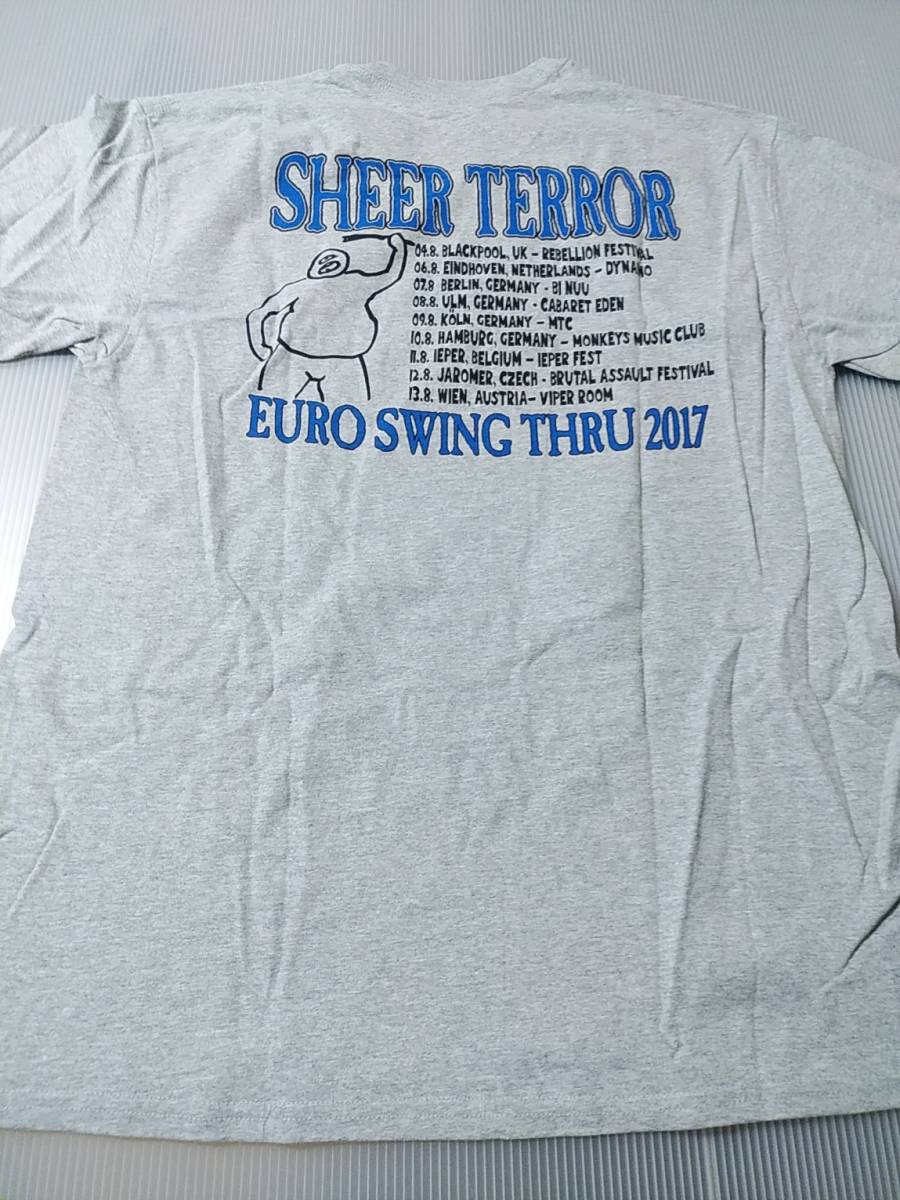 SHEER TERROR
04.8. BLACKPOOL, UK – REBELLION FESTIVAL
06.8. EINDHOVEN, NETHERLANDS – DYNAMO
07.8 BERLIN, GERMANY - BI NUU
08.8. ULM, GERMANY - CABARET EDEN
09.8. KÖLN, GERMANY – MTC
10.8. HAMBURG, GERMANY – MONKEYS MUSIC CLUB
11.8. IEPER, BELGIUM – IEPER FEST
12.8. JAROMER, CZECH - BRUTAL ASSAULT FESTIVAL
13.8. WIEN, AUSTRIA– VIPER ROOM
EURO SWING THRU 2017